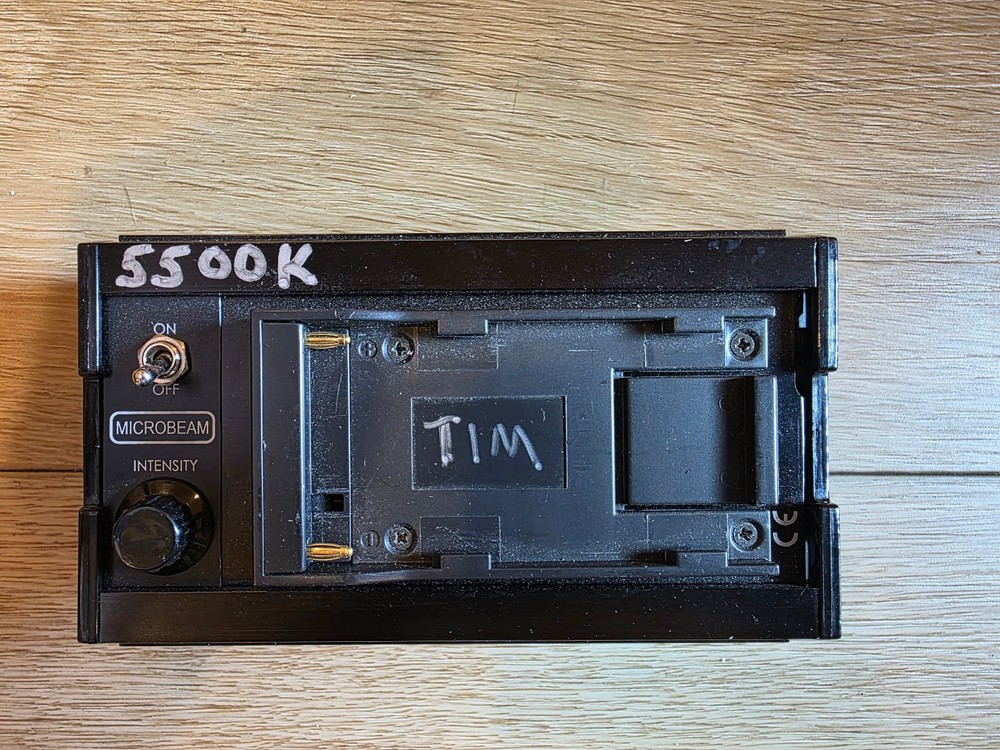 5500K
ON
OFF
MICROBEAM
INTENSITY
TIM
CE